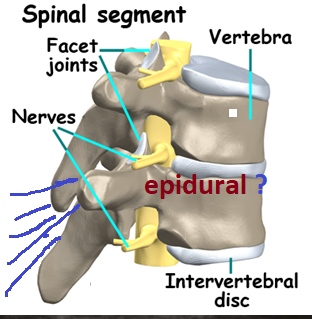 Spinal segment
Facet
joints
Vertebra
Nerves
epidural ?
Intervertebral
disc